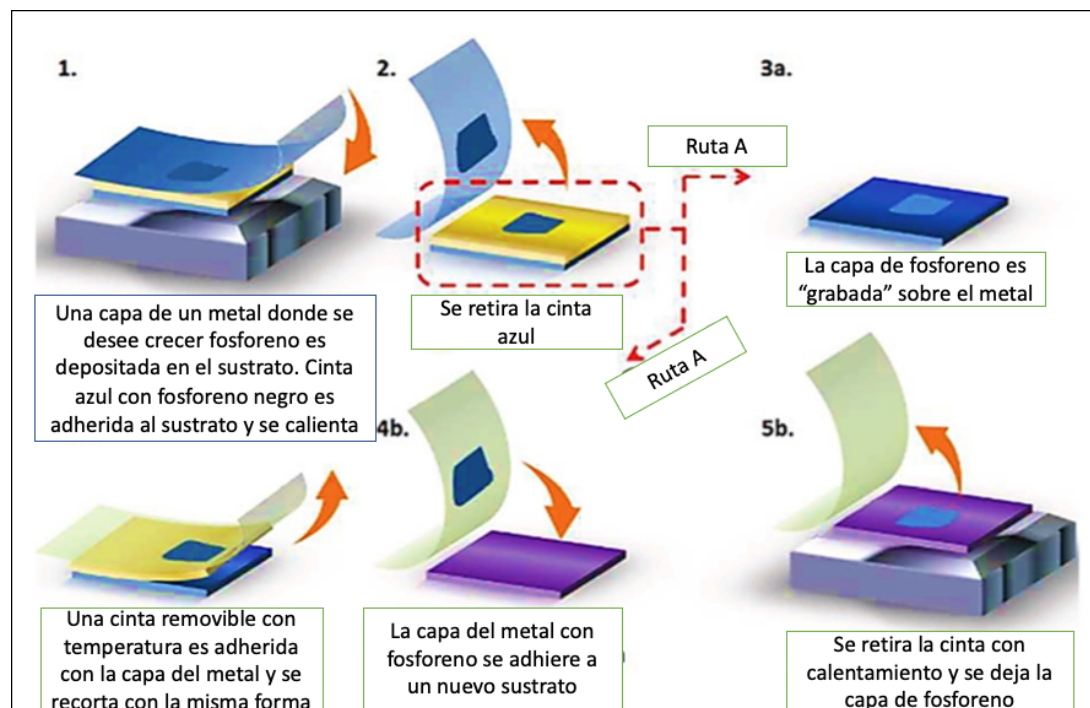 1.
2.
3a.
Ruta A
Una capa de un metal donde se
desee crecer fosforeno es
depositada en el sustrato. Cinta
azul con fosforeno negro es
adherida al sustrato y se calienta
Se retira la cinta
azul
La capa de fosforeno es
“grabada” sobre el metal
Ruta A
4b.
5b.
Una cinta removible con
temperatura es adherida
con la capa del metal y se
recorta con la misma forma
La capa del metal con
fosforeno se adhiere a
un nuevo sustrato
Se retira la cinta con
calentamiento y se deja la
capa de fosforeno